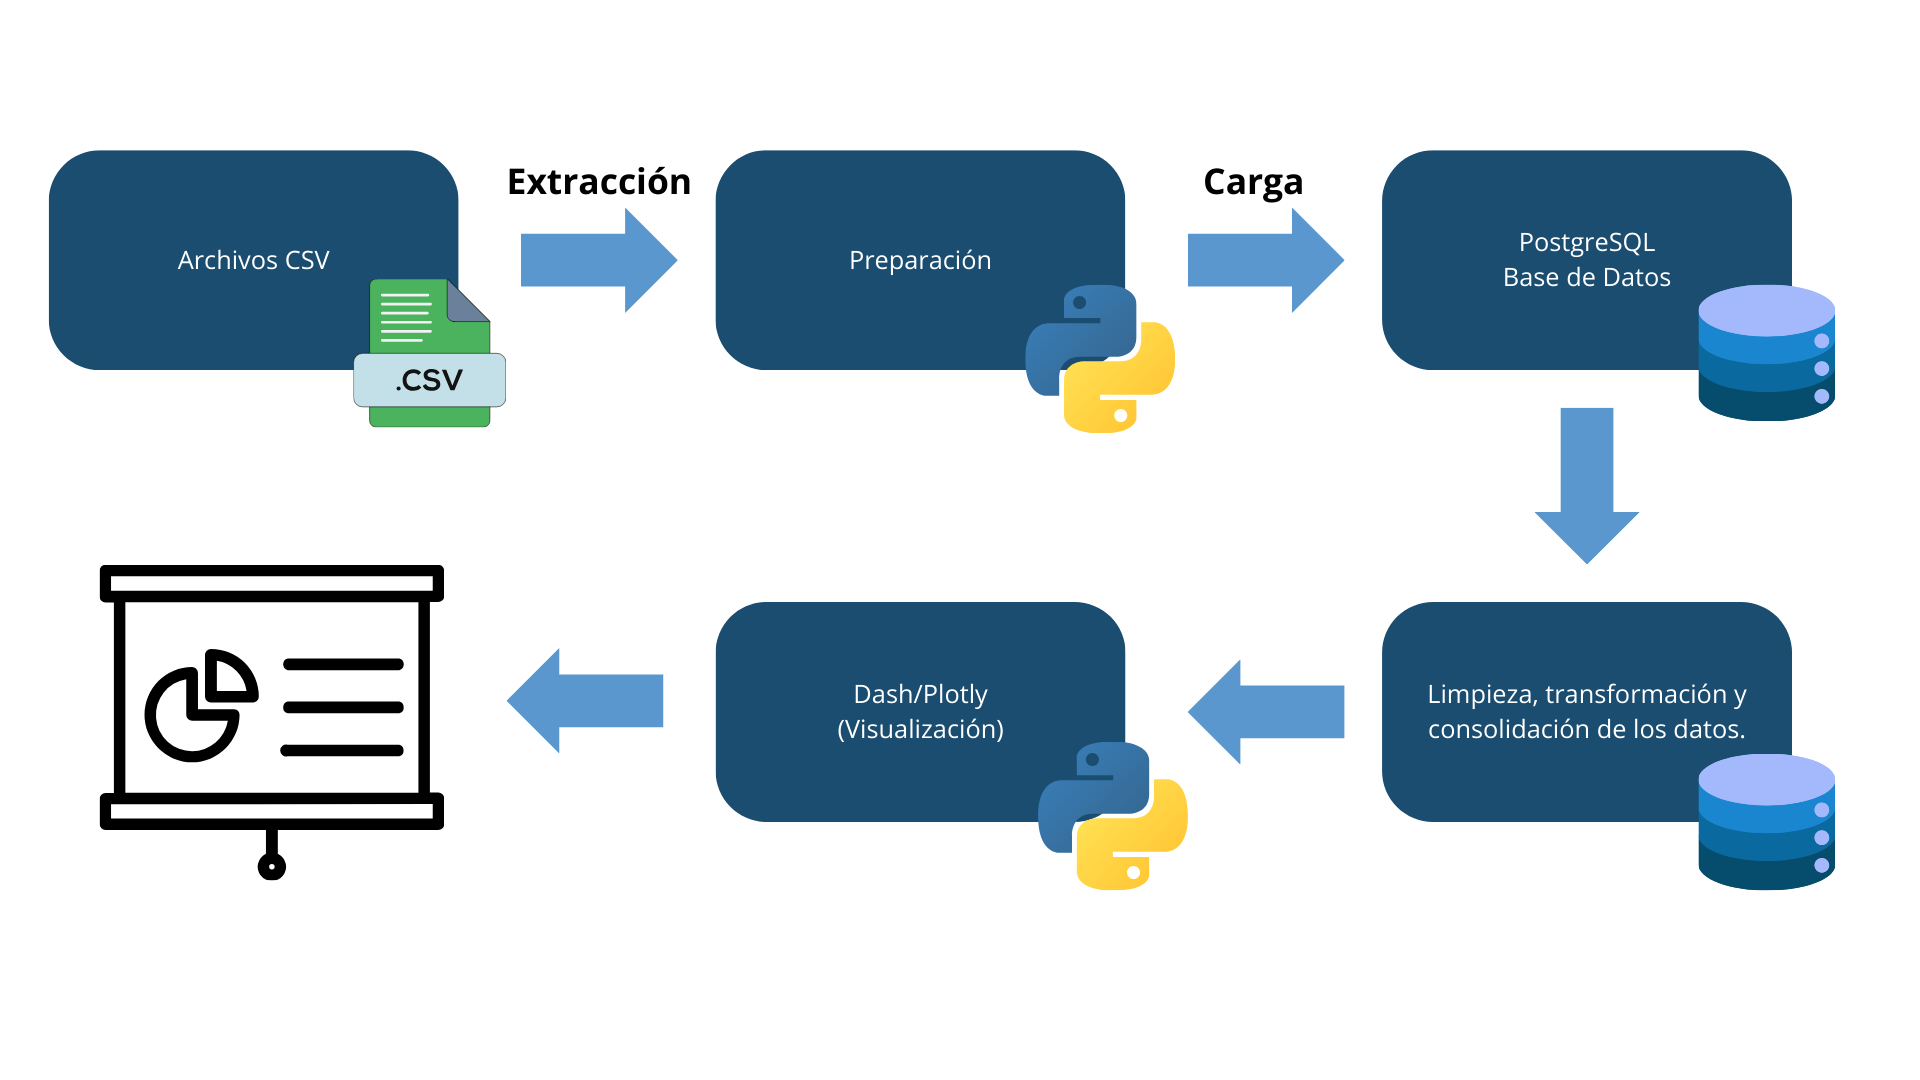 Archivos CSV
.CSV
Extracción
Preparación
Carga
PostgreSQL
Base de Datos
Limpieza, transformación y
consolidación de los datos.
Dash/Plotly
(Visualización)